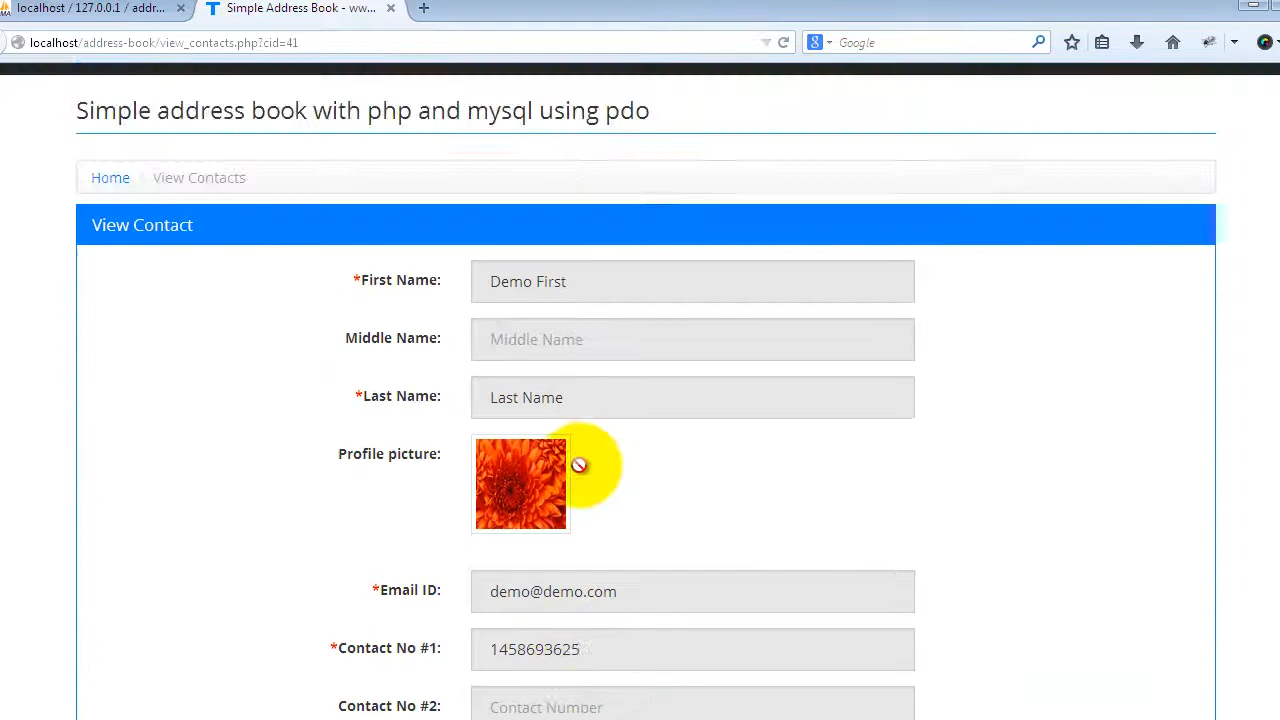 localhost / 127.0.0.1 / addr... × Simple Address Book - www... × +
localhost/address-book/view_contacts.php?cid=41 Google
Simple address book with php and mysql using pdo
Home View Contacts
View Contact
*First Name: Demo First
Middle Name: Middle Name
*Last Name: Last Name
Profile picture:
*Email ID: demo@demo.com
*Contact No #1: 1458693625
Contact No #2: Contact Number